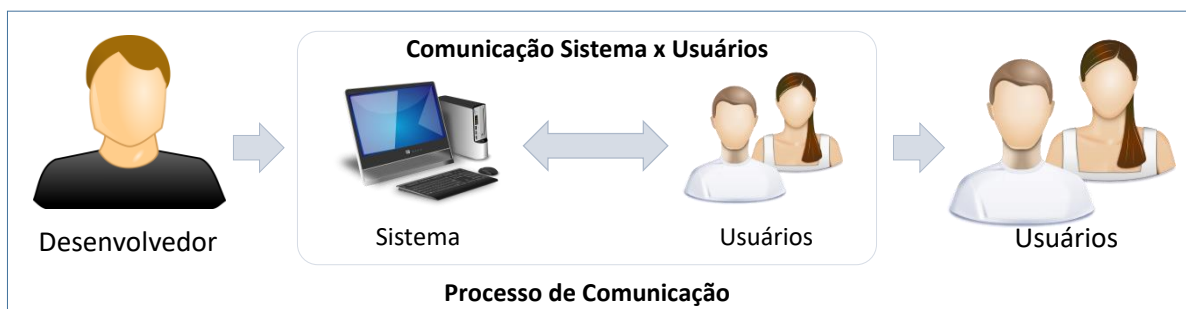 Comunicação Sistema x Usuários
Desenvolvedor
Sistema
Usuários
Usuários
Processo de Comunicação